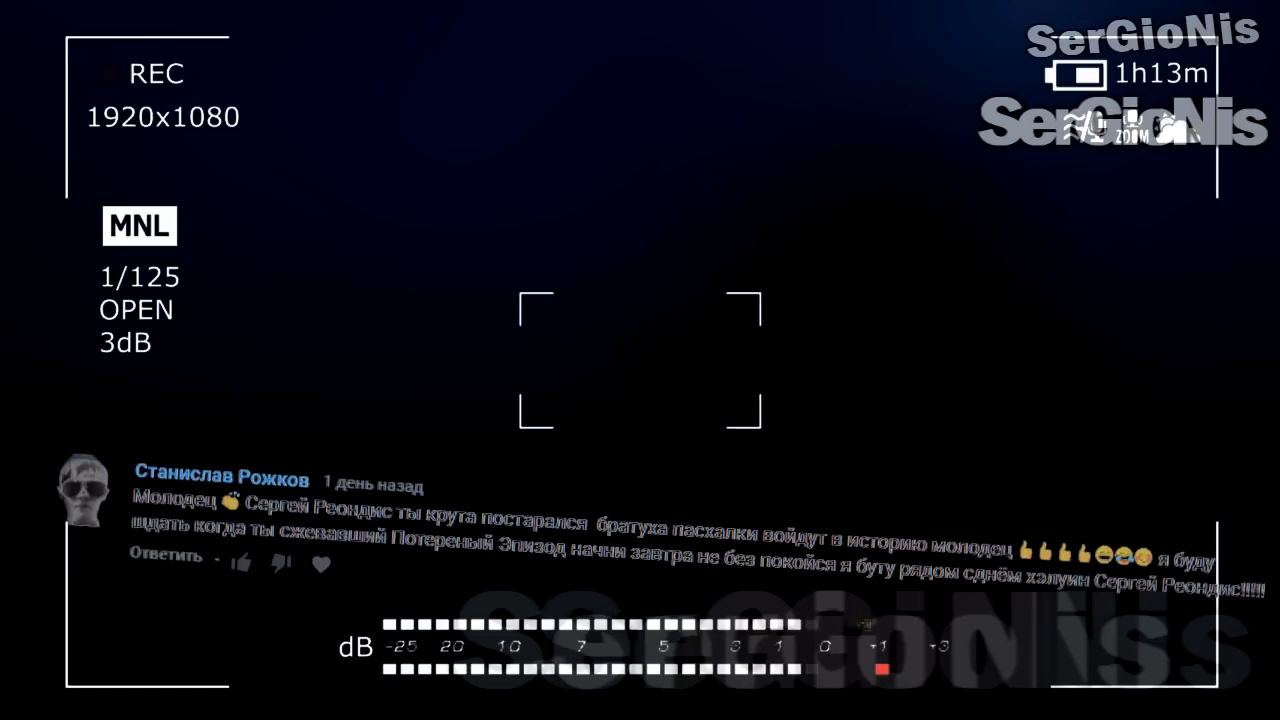 SerGioNis
REC
1h13m
1920x1080
SerGioNis
ZOOM
MNL
1/125
OPEN
3dB
Станислав Рожков 1 день назад
Молодец 👏 Сергей Реондис ты крута постарался братуха пасхалки войдут в историю молодец 👍👍👍👍😄😂😊 я буду
щдать когда ты сжевавший Потереный Эпизод начни завтра не без покойся я буту рядом сднём хэлуин Сергей Реондис!!!!!
Ответить
dB -25 20 10 7 5 3 1 0 +1 +3